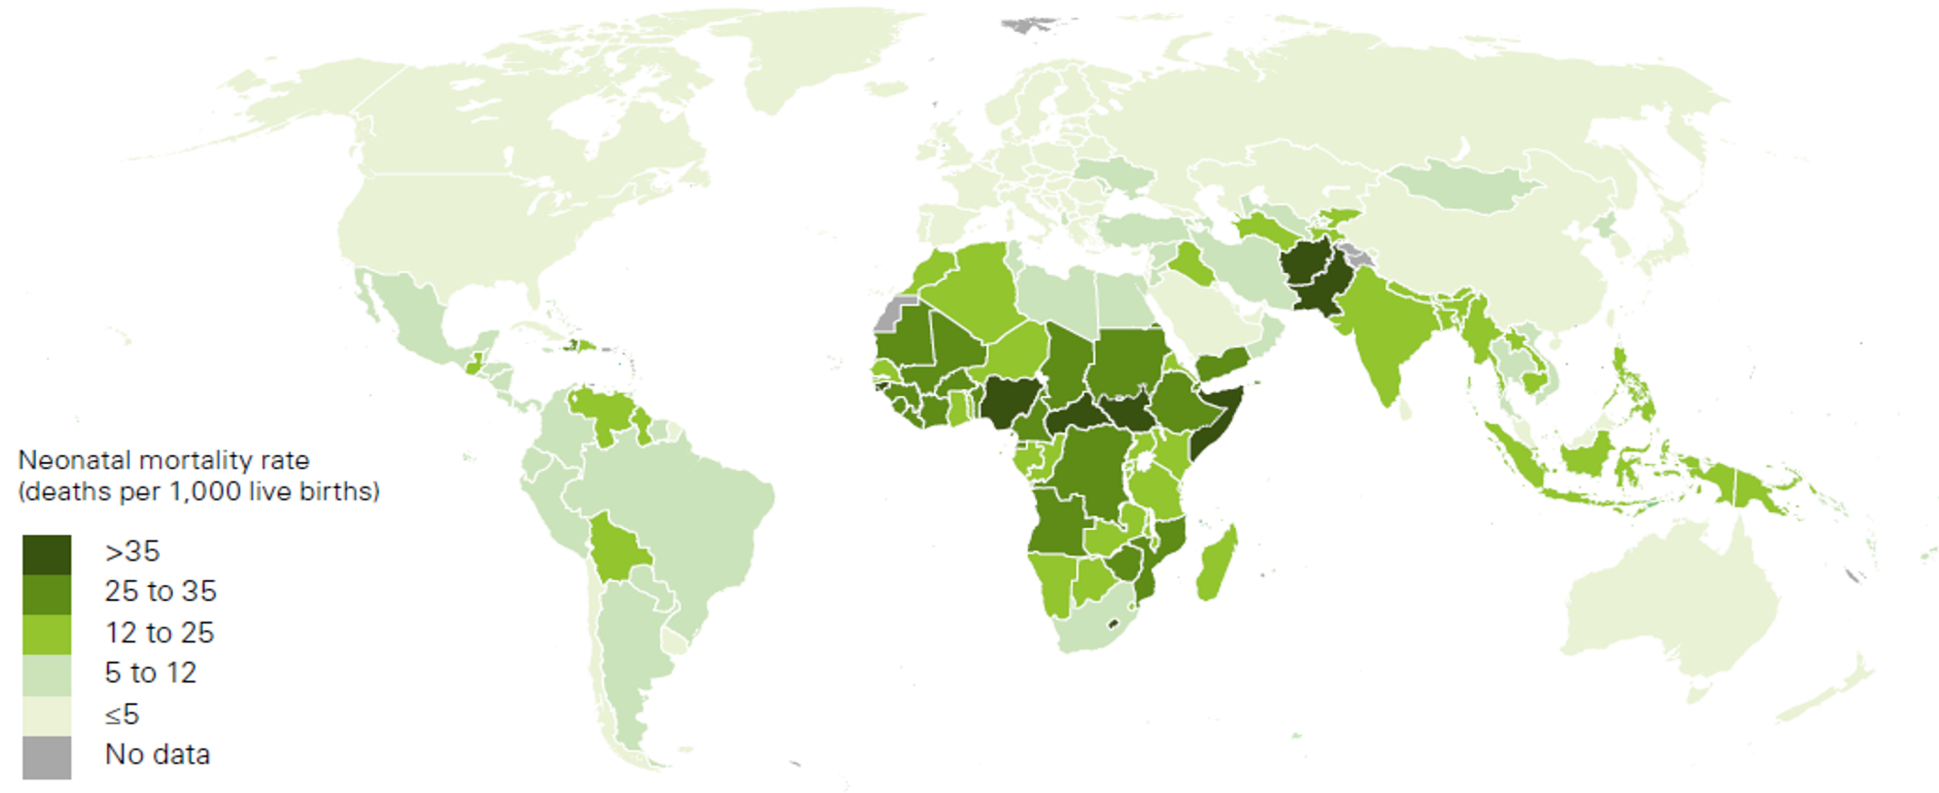 Neonatal mortality rate
(deaths per 1,000 live births)
>35
25 to 35
12 to 25
5 to 12
≤5
No data